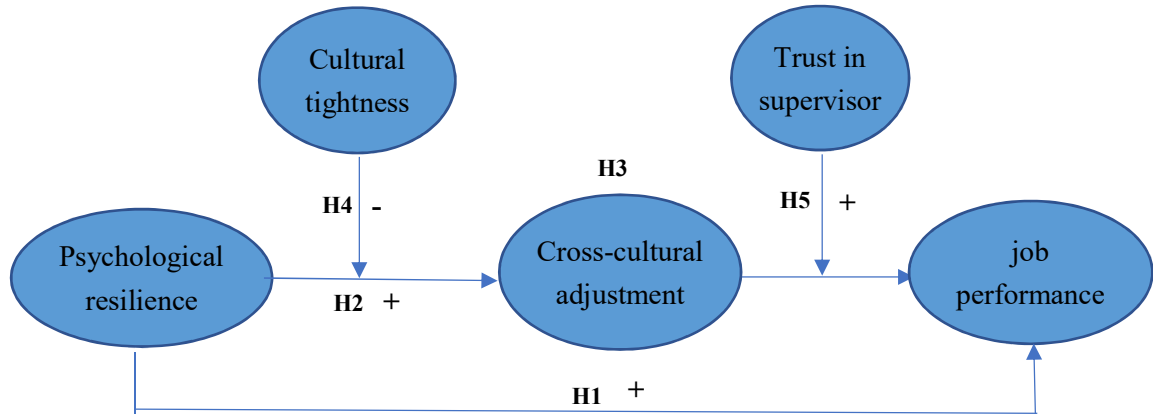 Cultural
tightness
Trust in
supervisor
H3
H4 -
H5 +
Psychological
resilience
H2 +
Cross-cultural
adjustment
job
performance
H1 +